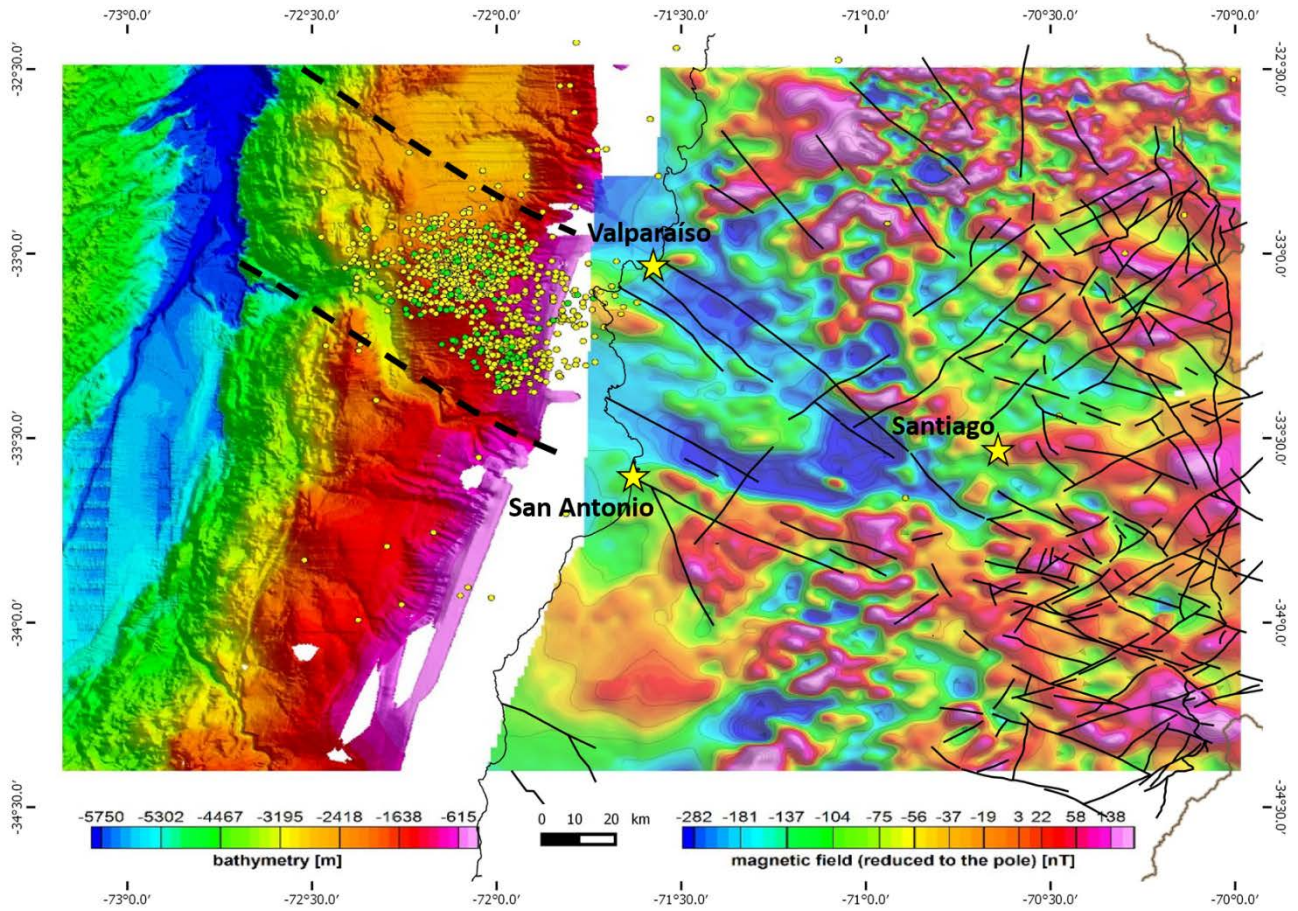 -73°0.0' -72°30.0' -72°0.0' -71°30.0' -71°0.0' -70°30.0' -70°0.0'
-32°30.0' -32°30.0'
Valparaíso
-33°0.0' -33°0.0'
Santiago
-33°30.0' -33°30.0'
San Antonio
-34°0.0' -34°0.0'
-5750 -5302 -4467 -3195 -2418 -1638 -615
0 10 20 km
-282 -181 -137 -104 -75 -56 -37 -19 3 22 58 138
-34°30.0' -34°30.0'
bathymetry [m]
magnetic field (reduced to the pole) [nT]
-73°0.0' -72°30.0' -72°0.0' -71°30.0' -71°0.0' -70°30.0' -70°0.0'